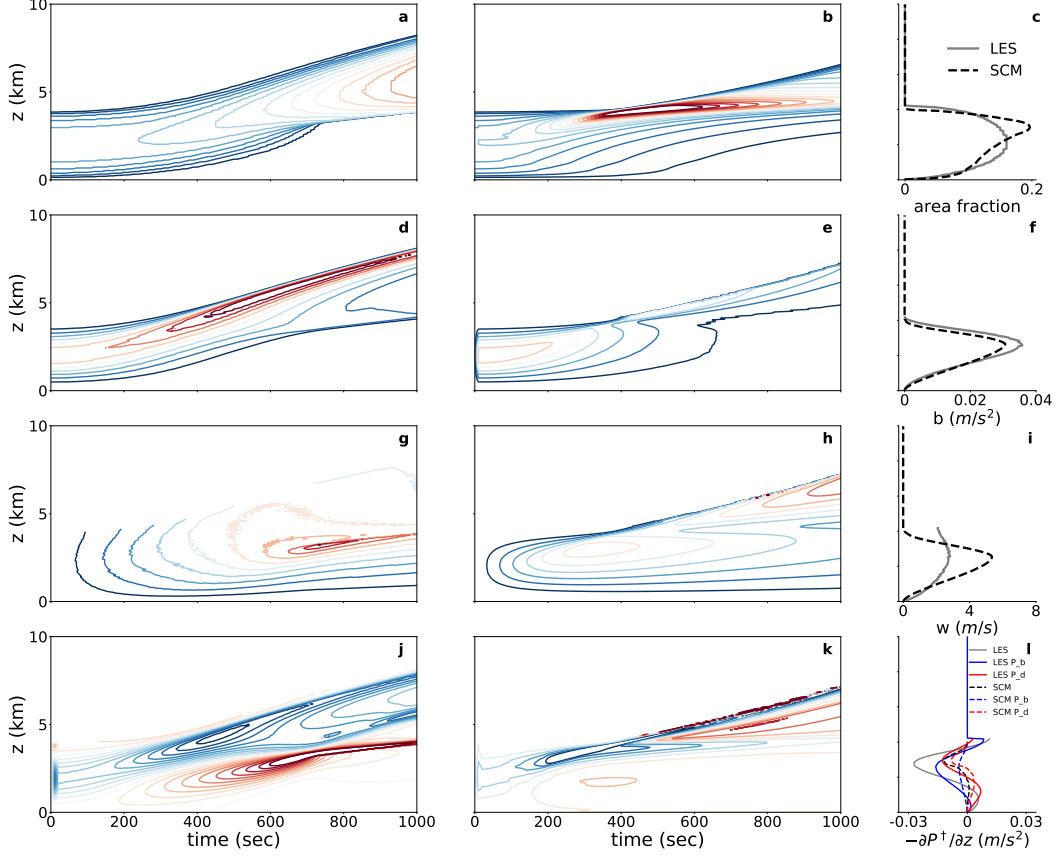 a
b
c
10
5
0
z (km)
LES
SCM
0
0.2
area fraction
d
e
f
10
5
0
z (km)
0
0.02
0.04
b (m/s²)
g
h
i
10
5
0
z (km)
0
4
8
w (m/s)
j
k
l
10
5
0
z (km)
LES
LES P_b
LES P_d
SCM
SCM P_b
SCM P_d
0 200 400 600 800 1000
time (sec)
0 200 400 600 800 1000
time (sec)
-0.03 0 0.03
−∂P†/∂z (m/s²)